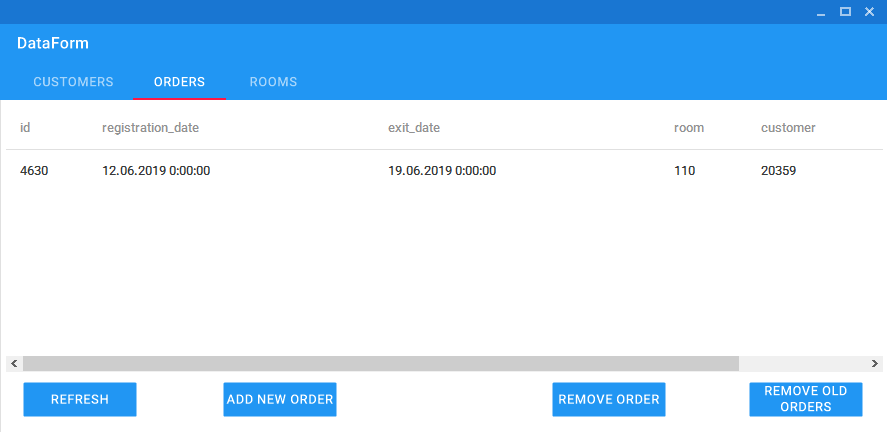 DataForm
CUSTOMERS ORDERS ROOMS
id registration_date exit_date room customer
4630 12.06.2019 0:00:00 19.06.2019 0:00:00 110 20359
REFRESH ADD NEW ORDER REMOVE ORDER REMOVE OLD
ORDERS